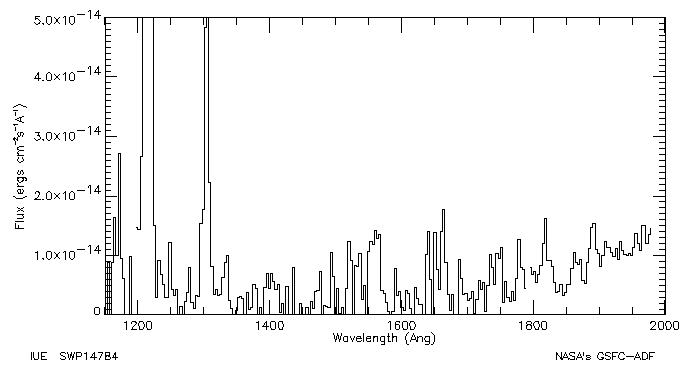 5.0×10−14
4.0×10−14
3.0×10−14
2.0×10−14
1.0×10−14
0
Flux (ergs cm−2s−1A−1)
1200 1400 1600 1800 2000
Wavelength (Ang)
IUE SWP14784 NASA's GSFC−ADF